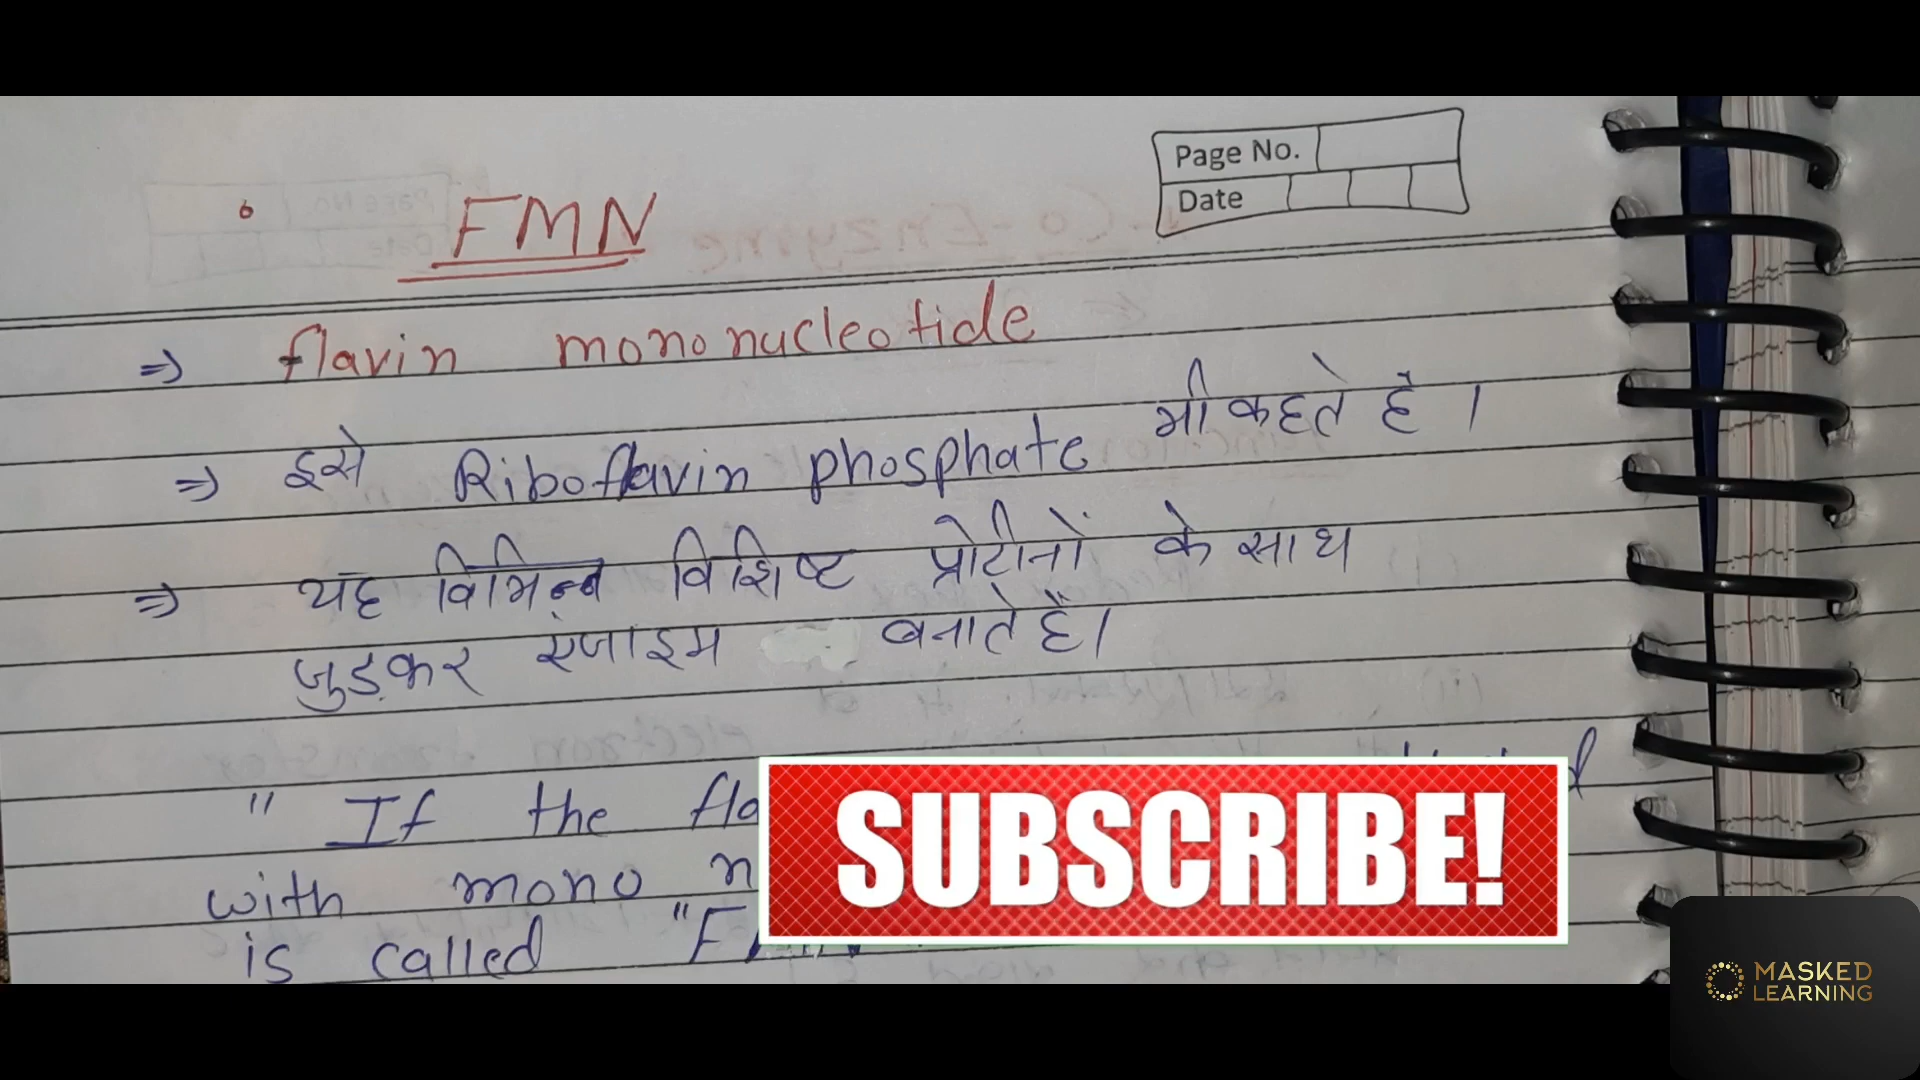 Page No.
Date
FMN
⇒ flavin mononucleotide
⇒ इसे Riboflavin phosphate भी कहते है ।
⇒ यह विभिन्न विशिष्ट प्रोटीनों के साथ
जुड़कर एंजाइम बनाते हैं।
" If the
with mono
is called "FMN
SUBSCRIBE!
MASKED
LEARNING